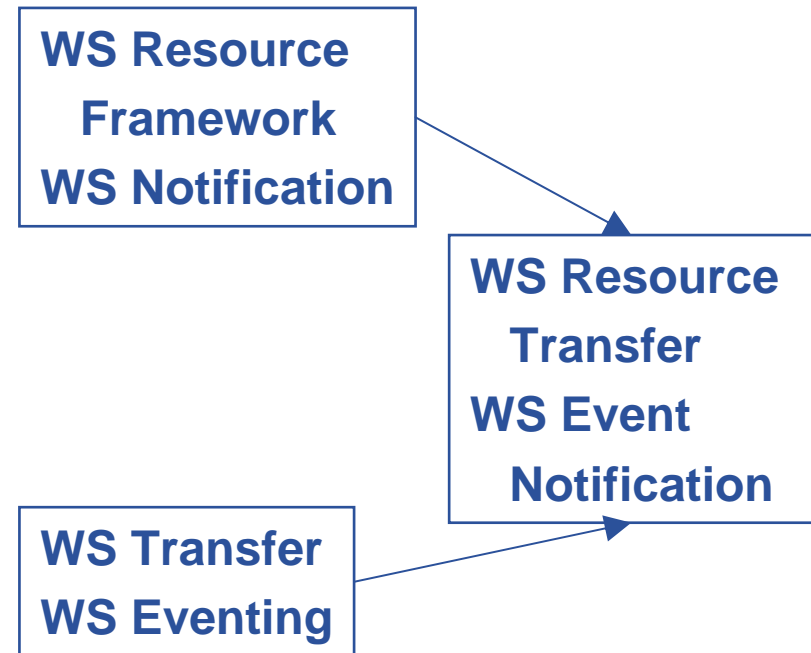 WS Resource
Framework
WS Notification
WS Resource
Transfer
WS Event
Notification
WS Transfer
WS Eventing